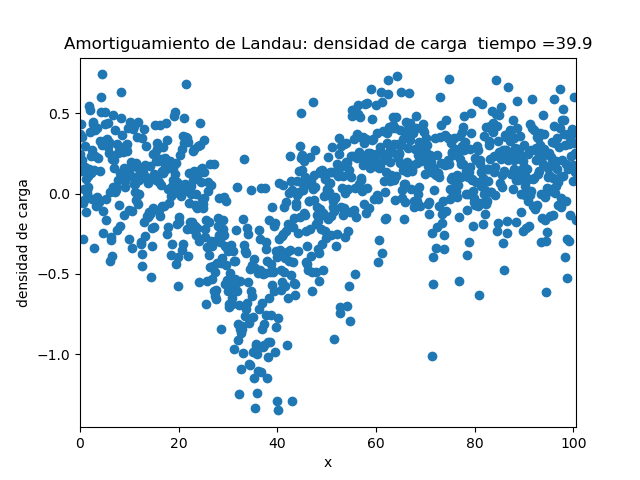 Amortiguamiento de Landau: densidad de carga  tiempo =39.9
densidad de carga
0.5
0.0
−0.5
−1.0
0 20 40 60 80 100
x